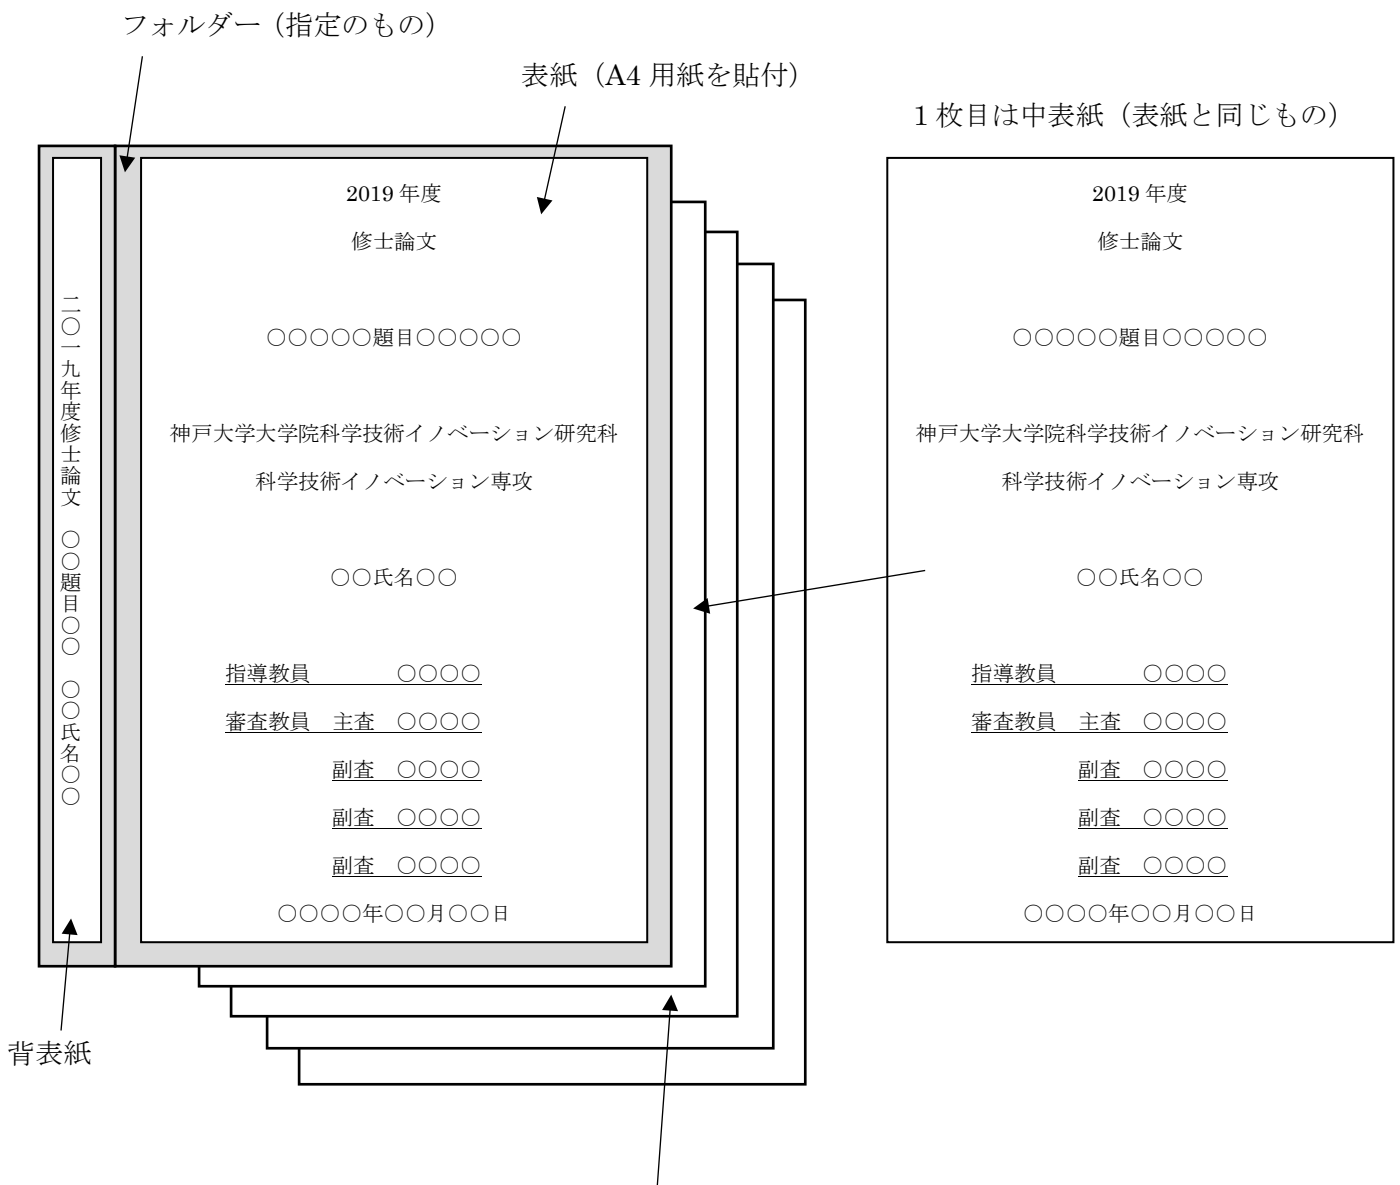 フォルダー（指定のもの）
表紙（A4 用紙を貼付）
1 枚目は中表紙（表紙と同じもの）
二〇一九年度修士論文　〇〇題目〇〇　〇〇氏名〇〇
2019 年度
修士論文
〇〇〇〇〇題目〇〇〇〇〇
神戸大学大学院科学技術イノベーション研究科
科学技術イノベーション専攻
〇〇氏名〇〇
指導教員　　　　〇〇〇〇
審査教員　主査　〇〇〇〇
副査　〇〇〇〇
副査　〇〇〇〇
副査　〇〇〇〇
〇〇〇〇年〇〇月〇〇日
2019 年度
修士論文
〇〇〇〇〇題目〇〇〇〇〇
神戸大学大学院科学技術イノベーション研究科
科学技術イノベーション専攻
〇〇氏名〇〇
指導教員　　　　〇〇〇〇
審査教員　主査　〇〇〇〇
副査　〇〇〇〇
副査　〇〇〇〇
副査　〇〇〇〇
〇〇〇〇年〇〇月〇〇日
背表紙